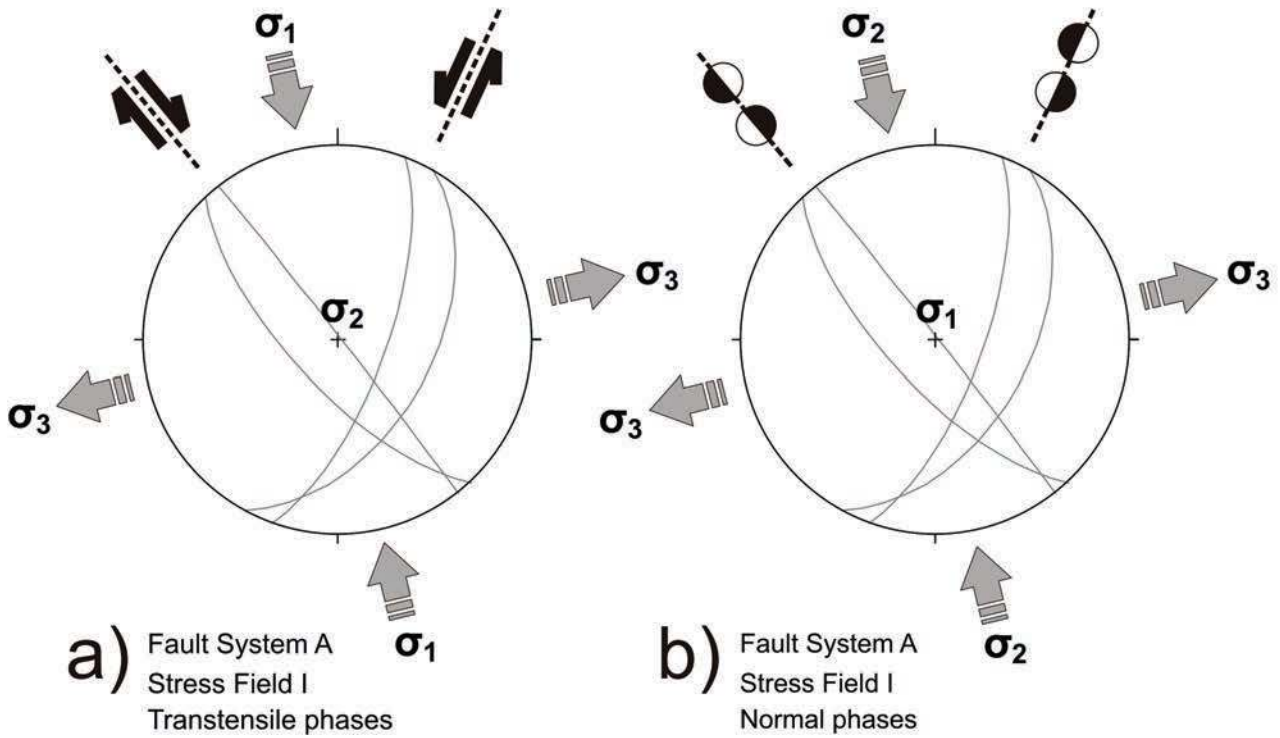 σ1
σ3
σ2
σ3
σ1
a) Fault System A
Stress Field I
Transtensile phases
σ2
σ3
σ1
σ3
σ2
b) Fault System A
Stress Field I
Normal phases